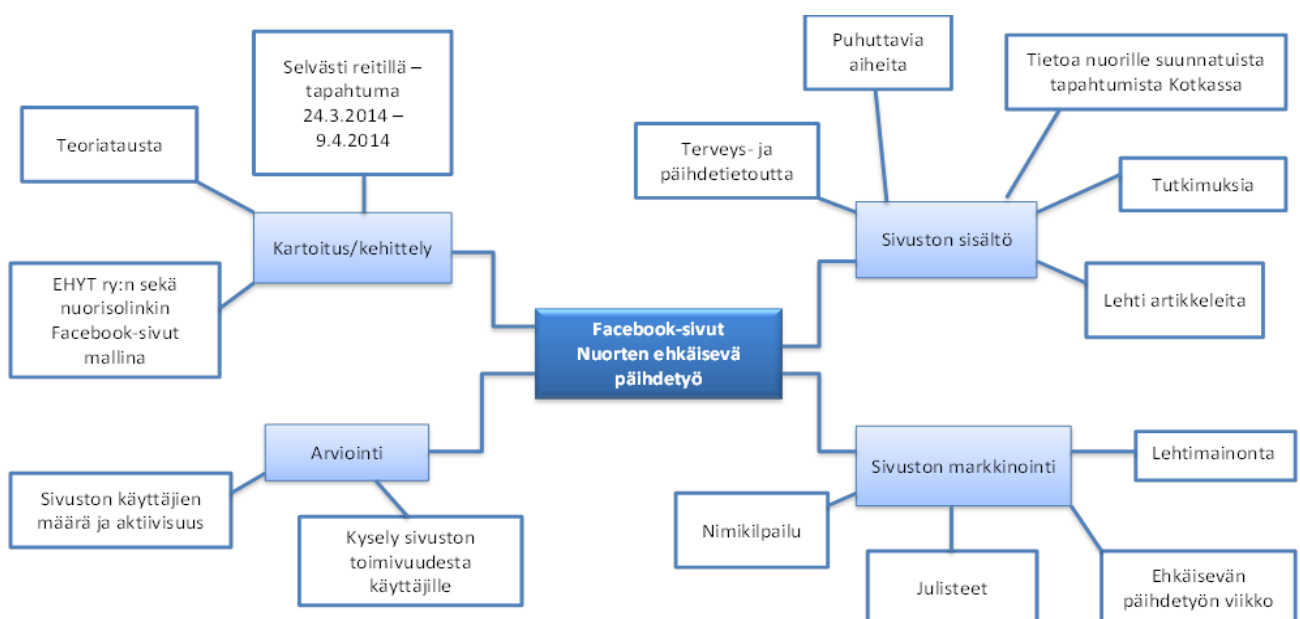 Selvästi reitillä –
tapahtuma
24.3.2014 –
9.4.2014
Teoriatausta
Kartoitus/kehittely
EHYT ry:n sekä
nuorisolinkin
Facebook-sivut
mallina
Puhuttavia
aiheita
Tietoa nuorille suunnatuista
tapahtumista Kotkassa
Terveys- ja
päihdetietoutta
Tutkimuksia
Sivuston sisältö
Lehti artikkeleita
Facebook-sivut
Nuorten ehkäisevä
päihdetyö
Arviointi
Sivuston käyttäjien
määrä ja aktiivisuus
Kysely sivuston
toimivuudesta
käyttäjille
Sivuston markkinointi
Lehtimainonta
Nimikilpailu
Julisteet
Ehkäisevän
päihdetyön viikko